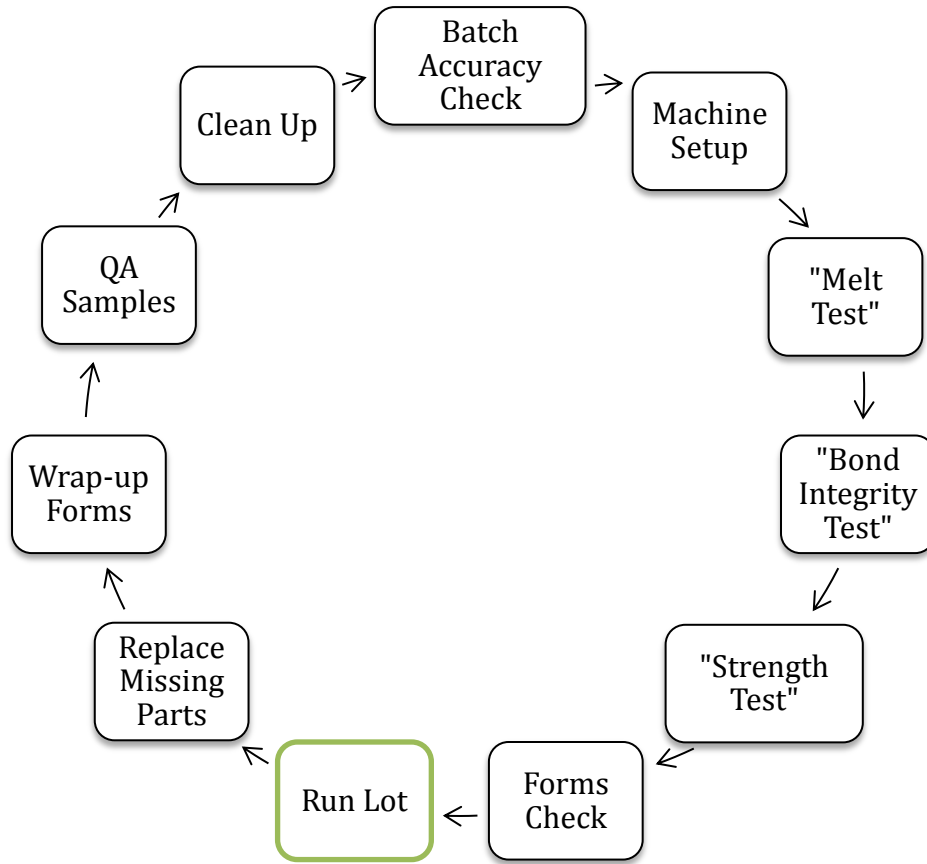 Batch
Accuracy
Check
Machine
Setup
"Melt
Test"
"Bond
Integrity
Test"
"Strength
Test"
Forms
Check
Run Lot
Replace
Missing
Parts
Wrap-up
Forms
QA
Samples
Clean Up